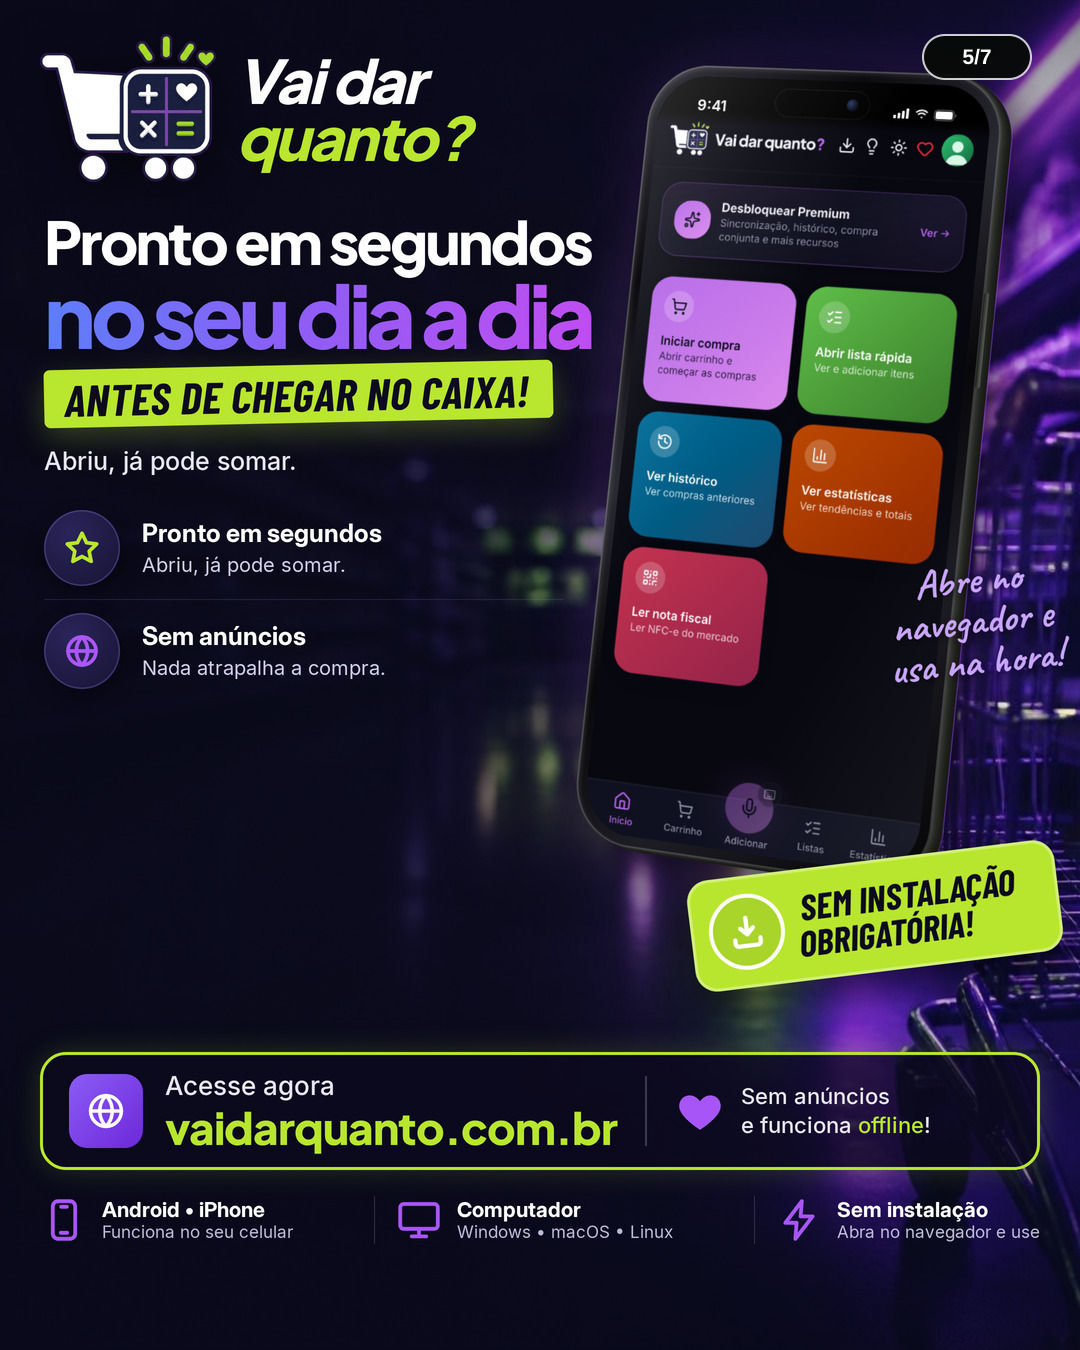 Vai dar
quanto?
5/7
Pronto em segundos
no seu dia a dia
ANTES DE CHEGAR NO CAIXA!
Abriu, já pode somar.
Pronto em segundos
Abriu, já pode somar.
Sem anúncios
Nada atrapalha a compra.
9:41
Vai dar quanto?
Desbloquear Premium
Sincronização, histórico, compra
conjunta e mais recursos
Ver →
Iniciar compra
Abrir carrinho e
começar as compras
Abrir lista rápida
Ver e adicionar itens
Ver histórico
Ver compras anteriores
Ver estatísticas
Ver tendências e totais
Ler nota fiscal
Ler NFC-e do mercado
Abre no
navegador e
usa na hora!
Início
Carrinho
Adicionar
Listas
Estatísti
SEM INSTALAÇÃO
OBRIGATÓRIA!
Acesse agora
vaidarquanto.com.br
Sem anúncios
e funciona offline!
Android • iPhone
Funciona no seu celular
Computador
Windows • macOS • Linux
Sem instalação
Abra no navegador e use